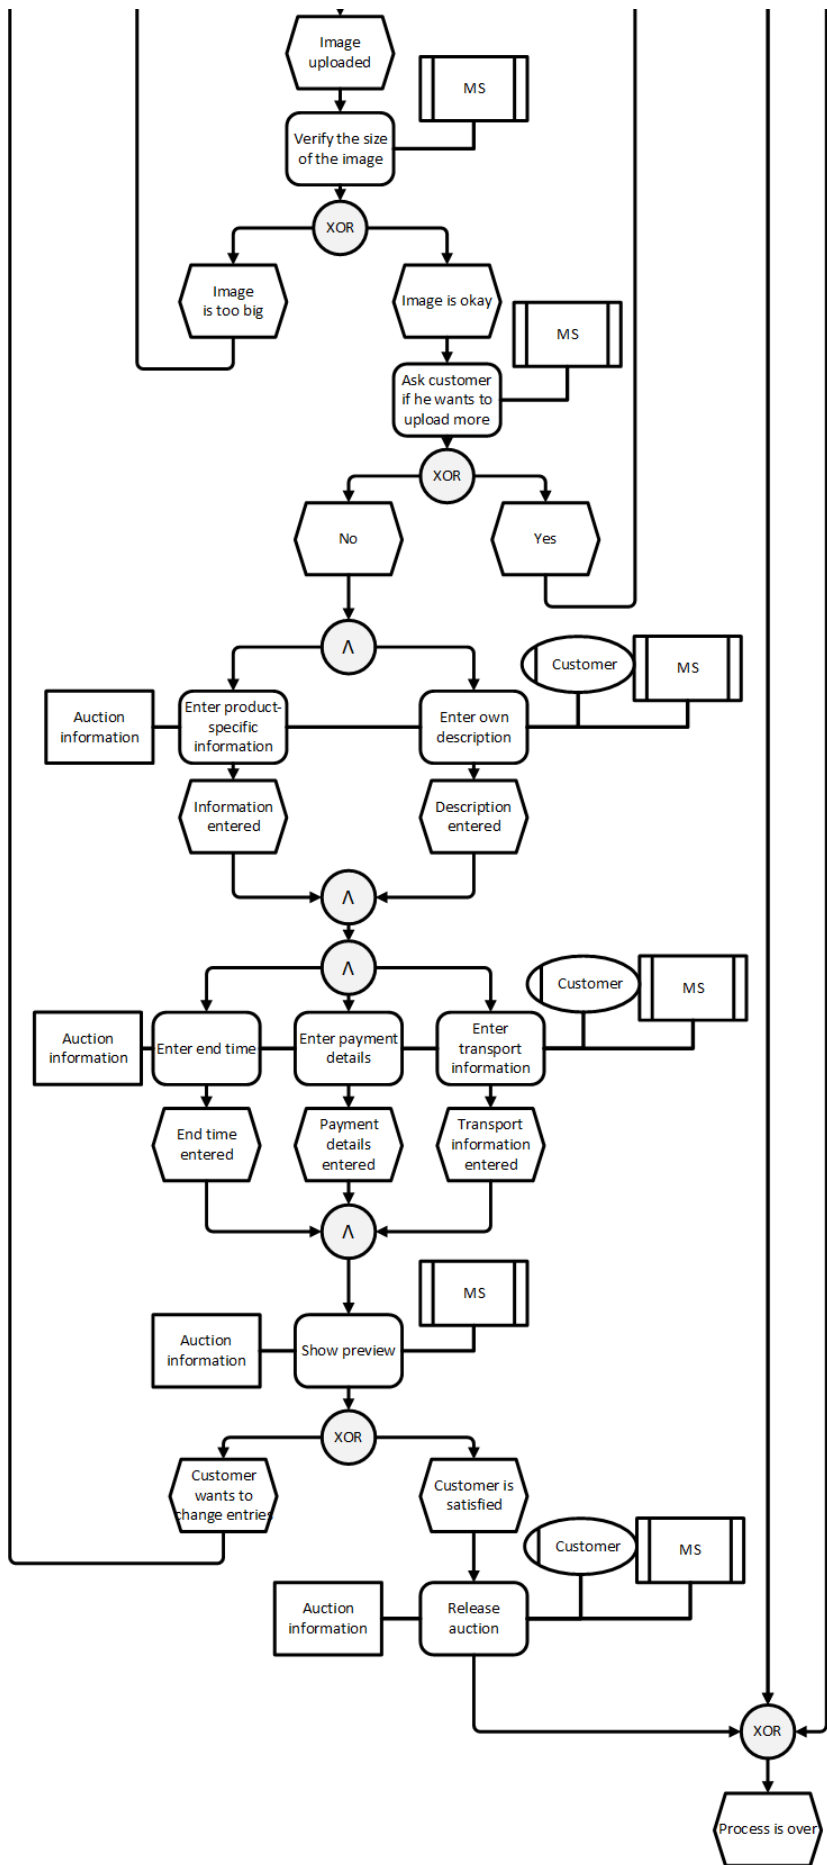 Image
uploaded
MS
Verify the size
of the image
XOR
Image
is too big
Image is okay
MS
Ask customer
if he wants to
upload more
XOR
No
Yes
Λ
Customer
MS
Auction
information
Enter product-
specific
information
Enter own
description
Information
entered
Description
entered
Λ
Λ
Customer
MS
Auction
information
Enter end time
Enter payment
details
Enter
transport
information
End time
entered
Payment
details
entered
Transport
information
entered
Λ
MS
Auction
information
Show preview
XOR
Customer
wants to
change entries
Customer is
satisfied
Customer
MS
Auction
information
Release
auction
XOR
Process is over